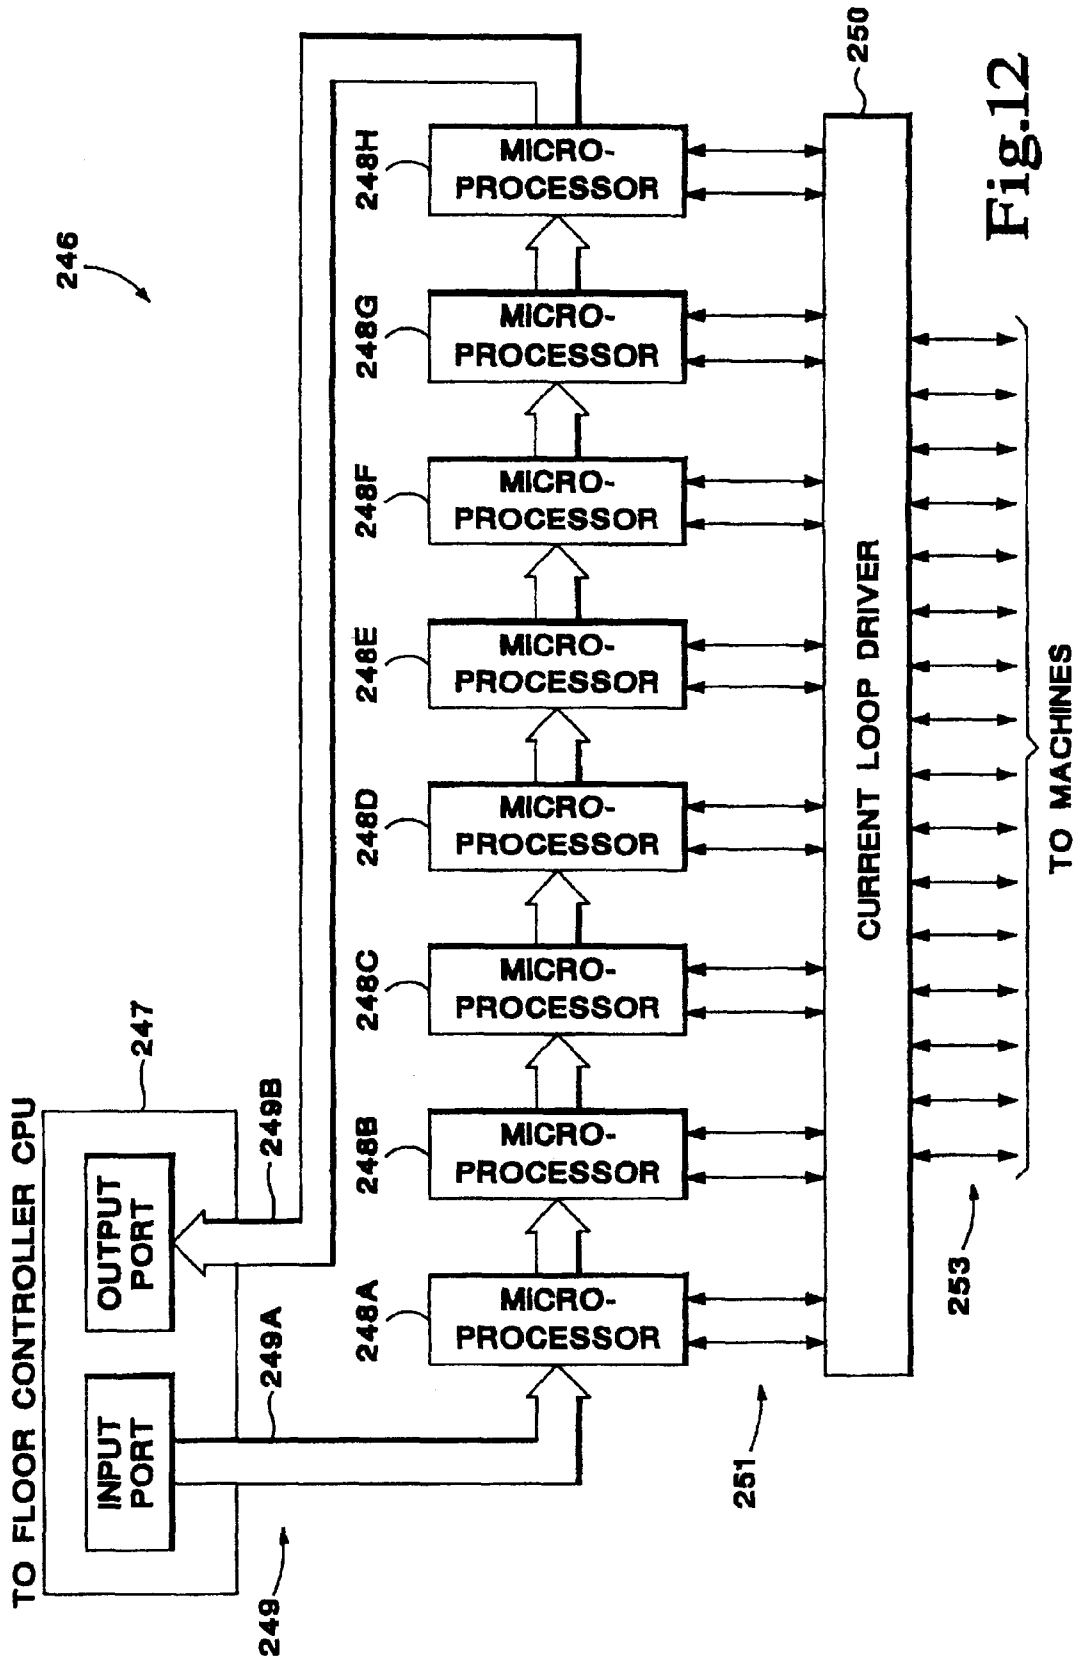 TO FLOOR CONTROLLER CPU
INPUT
PORT
OUTPUT
PORT
247
246
249
249A
249B
248A
248B
248C
248D
248E
248F
248G
248H
MICRO-
PROCESSOR
MICRO-
PROCESSOR
MICRO-
PROCESSOR
MICRO-
PROCESSOR
MICRO-
PROCESSOR
MICRO-
PROCESSOR
MICRO-
PROCESSOR
MICRO-
PROCESSOR
251
CURRENT LOOP DRIVER
250
253
TO MACHINES
Fig.12